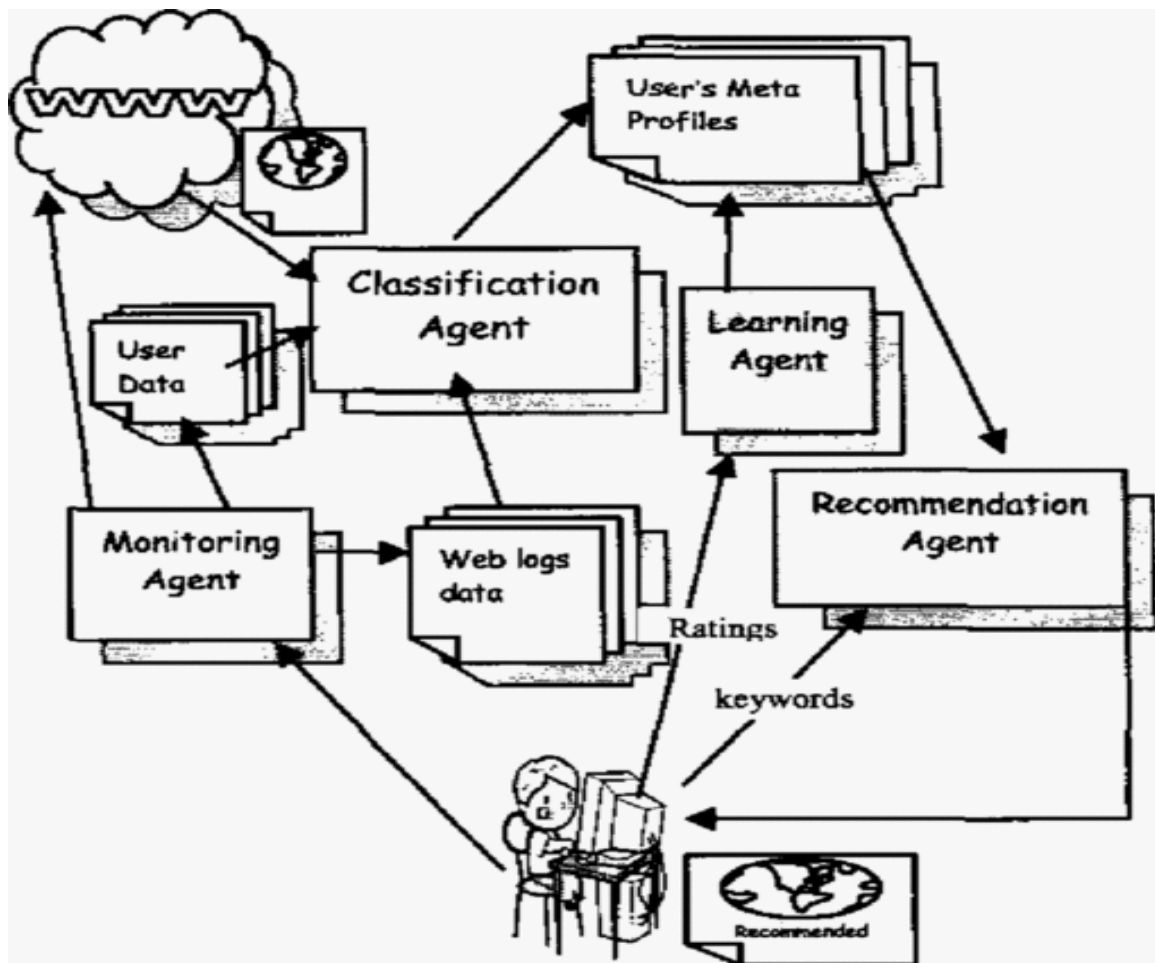 WWW
User's Meta
Profiles
Classification
Agent
Learning
Agent
User
Data
Recommendation
Agent
Monitoring
Agent
Web logs
data
Ratings
keywords
Recommended